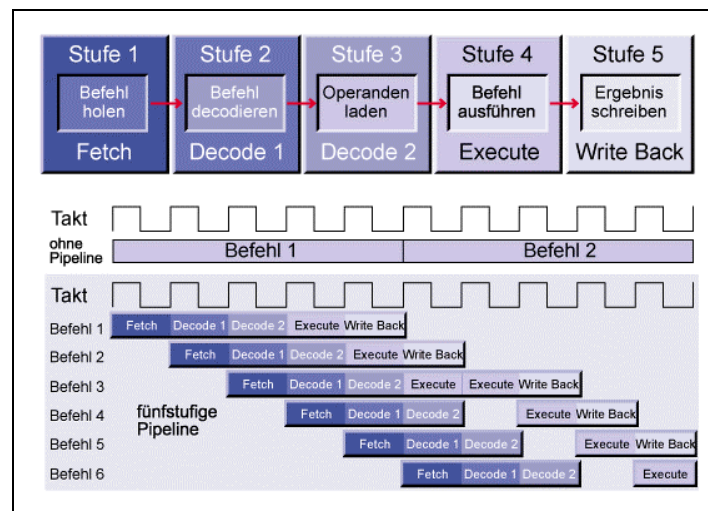 Stufe 1 Stufe 2 Stufe 3 Stufe 4 Stufe 5
Befehl Befehl Operanden Befehl Ergebnis
holen decodieren laden ausführen schreiben
Fetch Decode 1 Decode 2 Execute Write Back
Takt
ohne
Pipeline
Befehl 1 Befehl 2
Takt
Befehl 1 Fetch Decode 1 Decode 2 Execute Write Back
Befehl 2 Fetch Decode 1 Decode 2 Execute Write Back
Befehl 3 Fetch Decode 1 Decode 2 Execute Execute Write Back
Befehl 4 Fetch Decode 1 Decode 2 Execute Write Back
fünfstufige
Pipeline
Befehl 5 Fetch Decode 1 Decode 2 Execute Write Back
Befehl 6 Fetch Decode 1 Decode 2 Execute